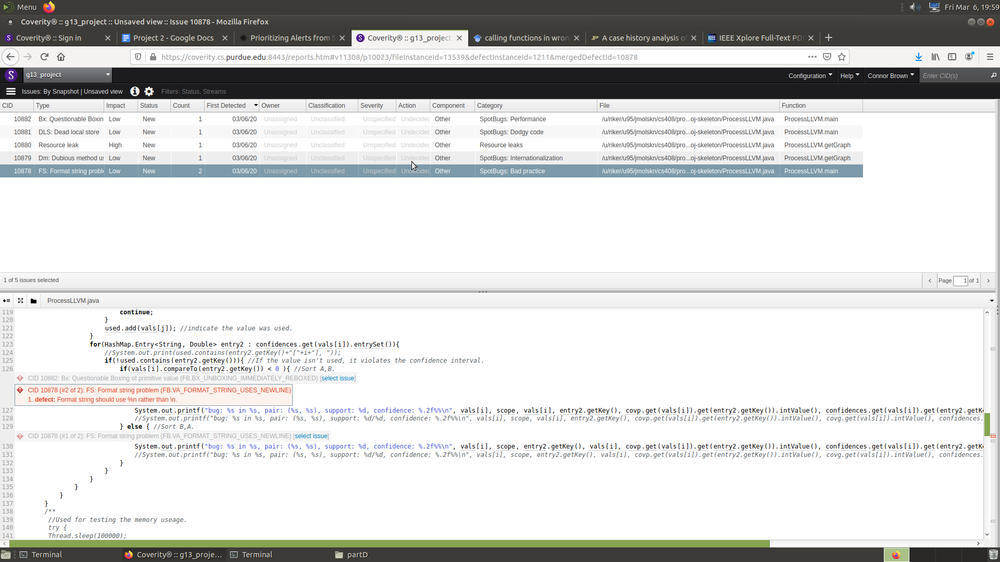 Menu
Fri Mar 6, 19:59
Coverity® :: g13_project :: Unsaved view :: Issue 10878 - Mozilla Firefox
Coverity® :: Sign in
Project 2 - Google Docs
Prioritizing Alerts from S
Coverity® :: g13_project
calling functions in wron
A case history analysis of
IEEE Xplore Full-Text PDF
https://coverity.cs.purdue.edu:8443/reports.htm#v11308/p10023/fileInstanceId=13539&defectInstanceId=1211&mergedDefectId=10878
g13_project
Configuration Help Connor Brown Enter CID(s)
Issues: By Snapshot | Unsaved view Filters: Status, Streams
CID Type Impact Status Count First Detected Owner Classification Severity Action Component Category File Function
10882 Bx: Questionable Boxin Low New 1 03/06/20 Unassigned Unclassified Unspecified Undecided Other SpotBugs: Performance /u/riker/u95/jmolskn/cs408/pro...oj-skeleton/ProcessLLVM.java ProcessLLVM.main
10881 DLS: Dead local store Low New 1 03/06/20 Unassigned Unclassified Unspecified Undecided Other SpotBugs: Dodgy code /u/riker/u95/jmolskn/cs408/pro...oj-skeleton/ProcessLLVM.java ProcessLLVM.main
10880 Resource leak High New 1 03/06/20 Unassigned Unclassified Unspecified Undecided Other Resource leaks /u/riker/u95/jmolskn/cs408/pro...oj-skeleton/ProcessLLVM.java ProcessLLVM.getGraph
10879 Dm: Dubious method us Low New 1 03/06/20 Unassigned Unclassified Unspecified Undecided Other SpotBugs: Internationalization /u/riker/u95/jmolskn/cs408/pro...oj-skeleton/ProcessLLVM.java ProcessLLVM.getGraph
10878 FS: Format string proble Low New 2 03/06/20 Unassigned Unclassified Unspecified Undecided Other SpotBugs: Bad practice /u/riker/u95/jmolskn/cs408/pro...oj-skeleton/ProcessLLVM.java ProcessLLVM.main
1 of 5 issues selected
Page 1 of 1
ProcessLLVM.java
119 continue;
120 }
121 used.add(vals[j]); //indicate the value was used.
122 }
123 for(HashMap.Entry<String, Double> entry2 : confidences.get(vals[i]).entrySet()){
124 //System.out.print(used.contains(entry2.getKey()+"["+i+"], "));
125 if(!used.contains(entry2.getKey())){ //If the value isn't used, it violates the confidence interval.
126 if(vals[i].compareTo(entry2.getKey()) < 0 ){ //Sort A,B.
CID 10882: Bx: Questionable Boxing of primitive value (FB.BX_UNBOXING_IMMEDIATELY_REBOXED) [select issue]
CID 10878 (#2 of 2): FS: Format string problem (FB.VA_FORMAT_STRING_USES_NEWLINE)
1. defect: Format string should use %n rather than \n.
127 System.out.printf("bug: %s in %s, pair: (%s, %s), support: %d, confidence: %.2f%%\n", vals[i], scope, vals[i], entry2.getKey(), covp.get(vals[i]).get(entry2.getKey()).intValue(), confidences.get(vals[i]).get(entry2.getKe
128 //System.out.printf("bug: %s in %s, pair: (%s, %s), support: %d/%d, confidence: %.2f%%\n", vals[i], scope, vals[i], entry2.getKey(), covp.get(vals[i]).get(entry2.getKey()).intValue(), covg.get(vals[i]).intValue(), confidences.
129 } else { //Sort B,A.
CID 10878 (#1 of 2): FS: Format string problem (FB.VA_FORMAT_STRING_USES_NEWLINE) [select issue]
130 System.out.printf("bug: %s in %s, pair: (%s, %s), support: %d, confidence: %.2f%%\n", vals[i], scope, entry2.getKey(), vals[i], covp.get(vals[i]).get(entry2.getKey()).intValue(), confidences.get(vals[i]).get(entry2.getKe
131 //System.out.printf("bug: %s in %s, pair: (%s, %s), support: %d/%d, confidence: %.2f%%\n", vals[i], scope, entry2.getKey(), vals[i], covp.get(vals[i]).get(entry2.getKey()).intValue(), covg.get(vals[i]).intValue(), confidences.
132 }
133 }
134 }
135 }
136 }
137 }
138 /**
139 //Used for testing the memory useage.
140 try {
141 Thread.sleep(100000);
Terminal
Coverity® :: g13_proje...
Terminal
partD